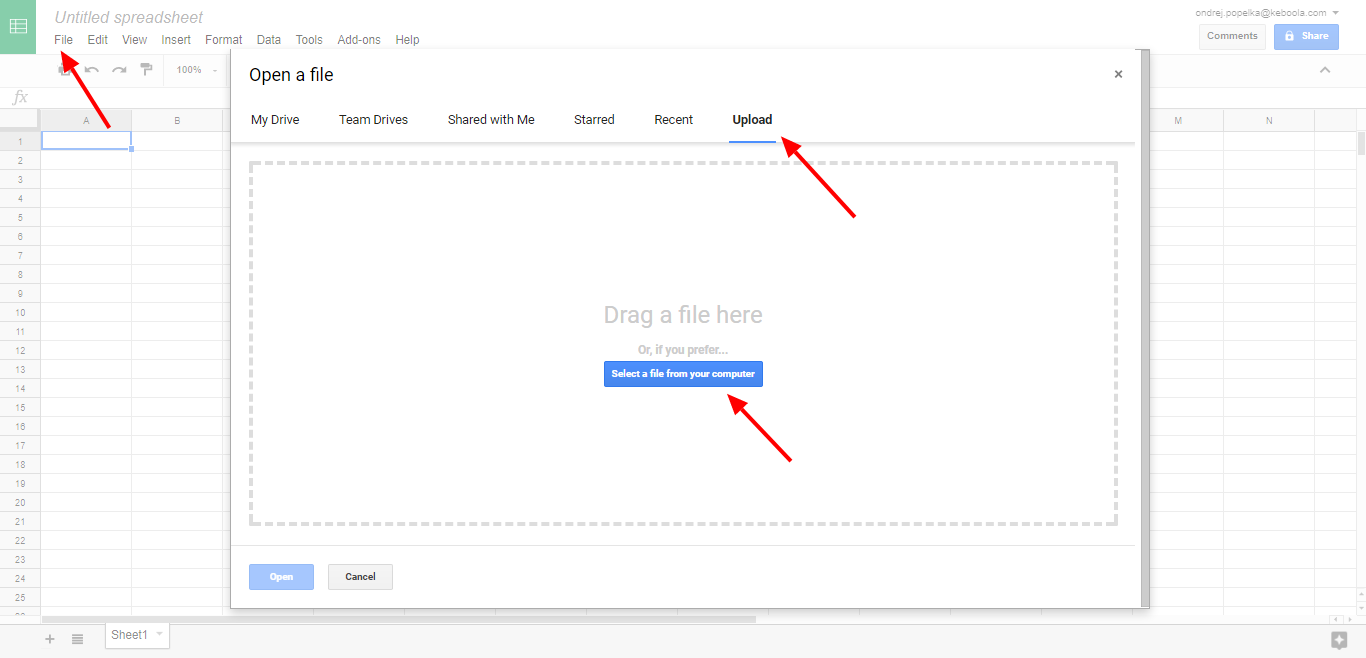 Untitled spreadsheet
ondrej.popelka@keboola.com
File Edit View Insert Format Data Tools Add-ons Help
Comments Share
100%
fx
Open a file ×
My Drive Team Drives Shared with Me Starred Recent Upload
A B M N
1
2
3
4
5
6
7
8
9
10
11
12
13
14
15
16
17
18
19
20
21
22
23
24
25
Drag a file here
Or, if you prefer...
Select a file from your computer
Open Cancel
Sheet1